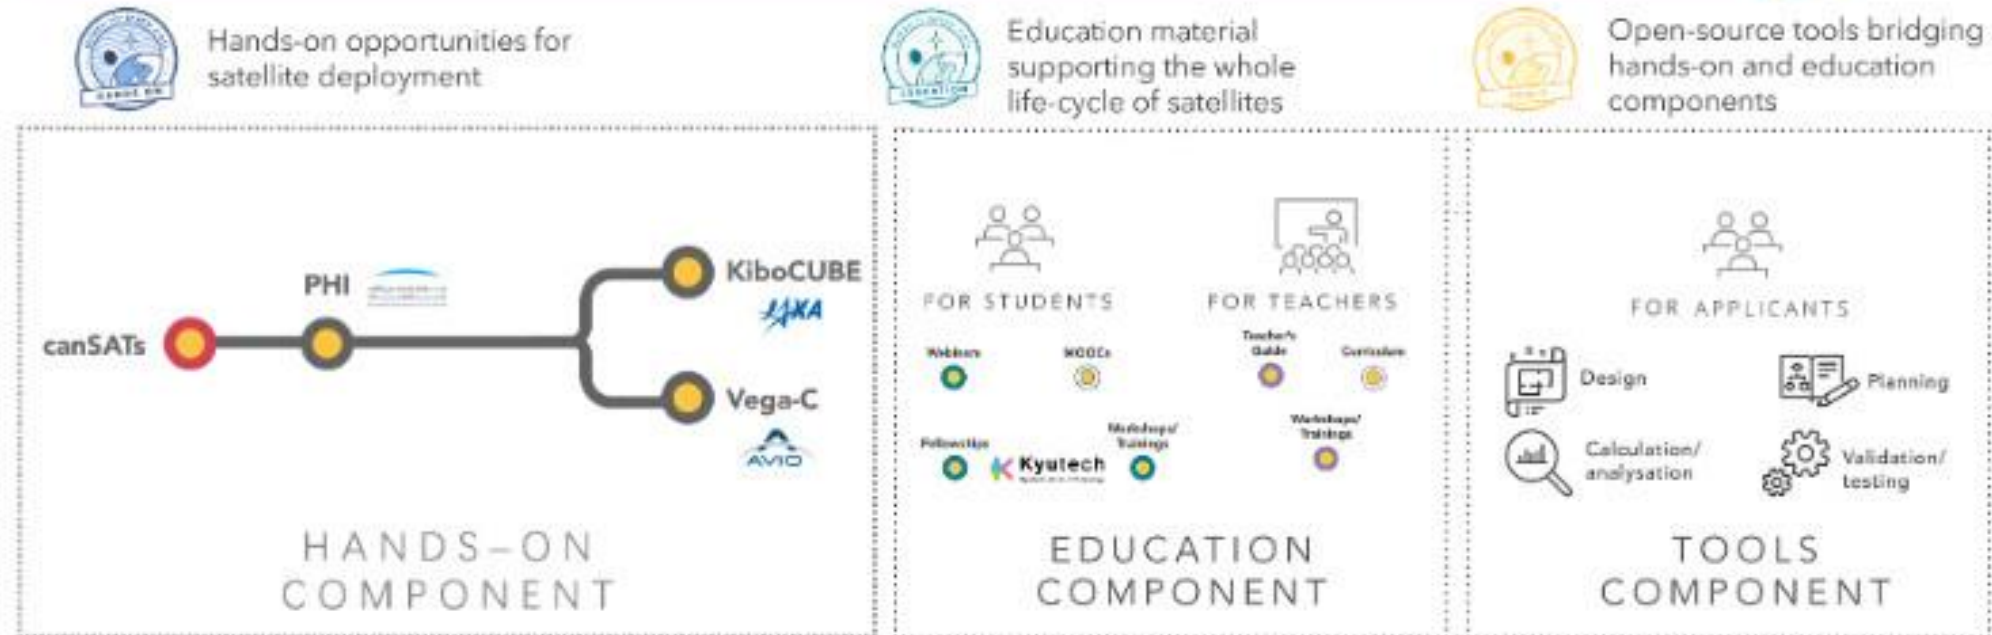 Hands-on opportunities for
satellite deployment
Education material
supporting the whole
life-cycle of satellites
Open-source tools bridging
hands-on and education
components
HANDS ON
EDUCATION
canSATs
PHI
KiboCUBE
JAXA
Vega-C
AVIO
HANDS-ON
COMPONENT
FOR STUDENTS
FOR TEACHERS
Webinars
MOOCs
Teacher's
Guide
Curriculum
Fellowships
Kyutech
Workshops/
Trainings
Workshops/
Trainings
EDUCATION
COMPONENT
FOR APPLICANTS
Design
Planning
Calculation/
analysation
Validation/
testing
TOOLS
COMPONENT